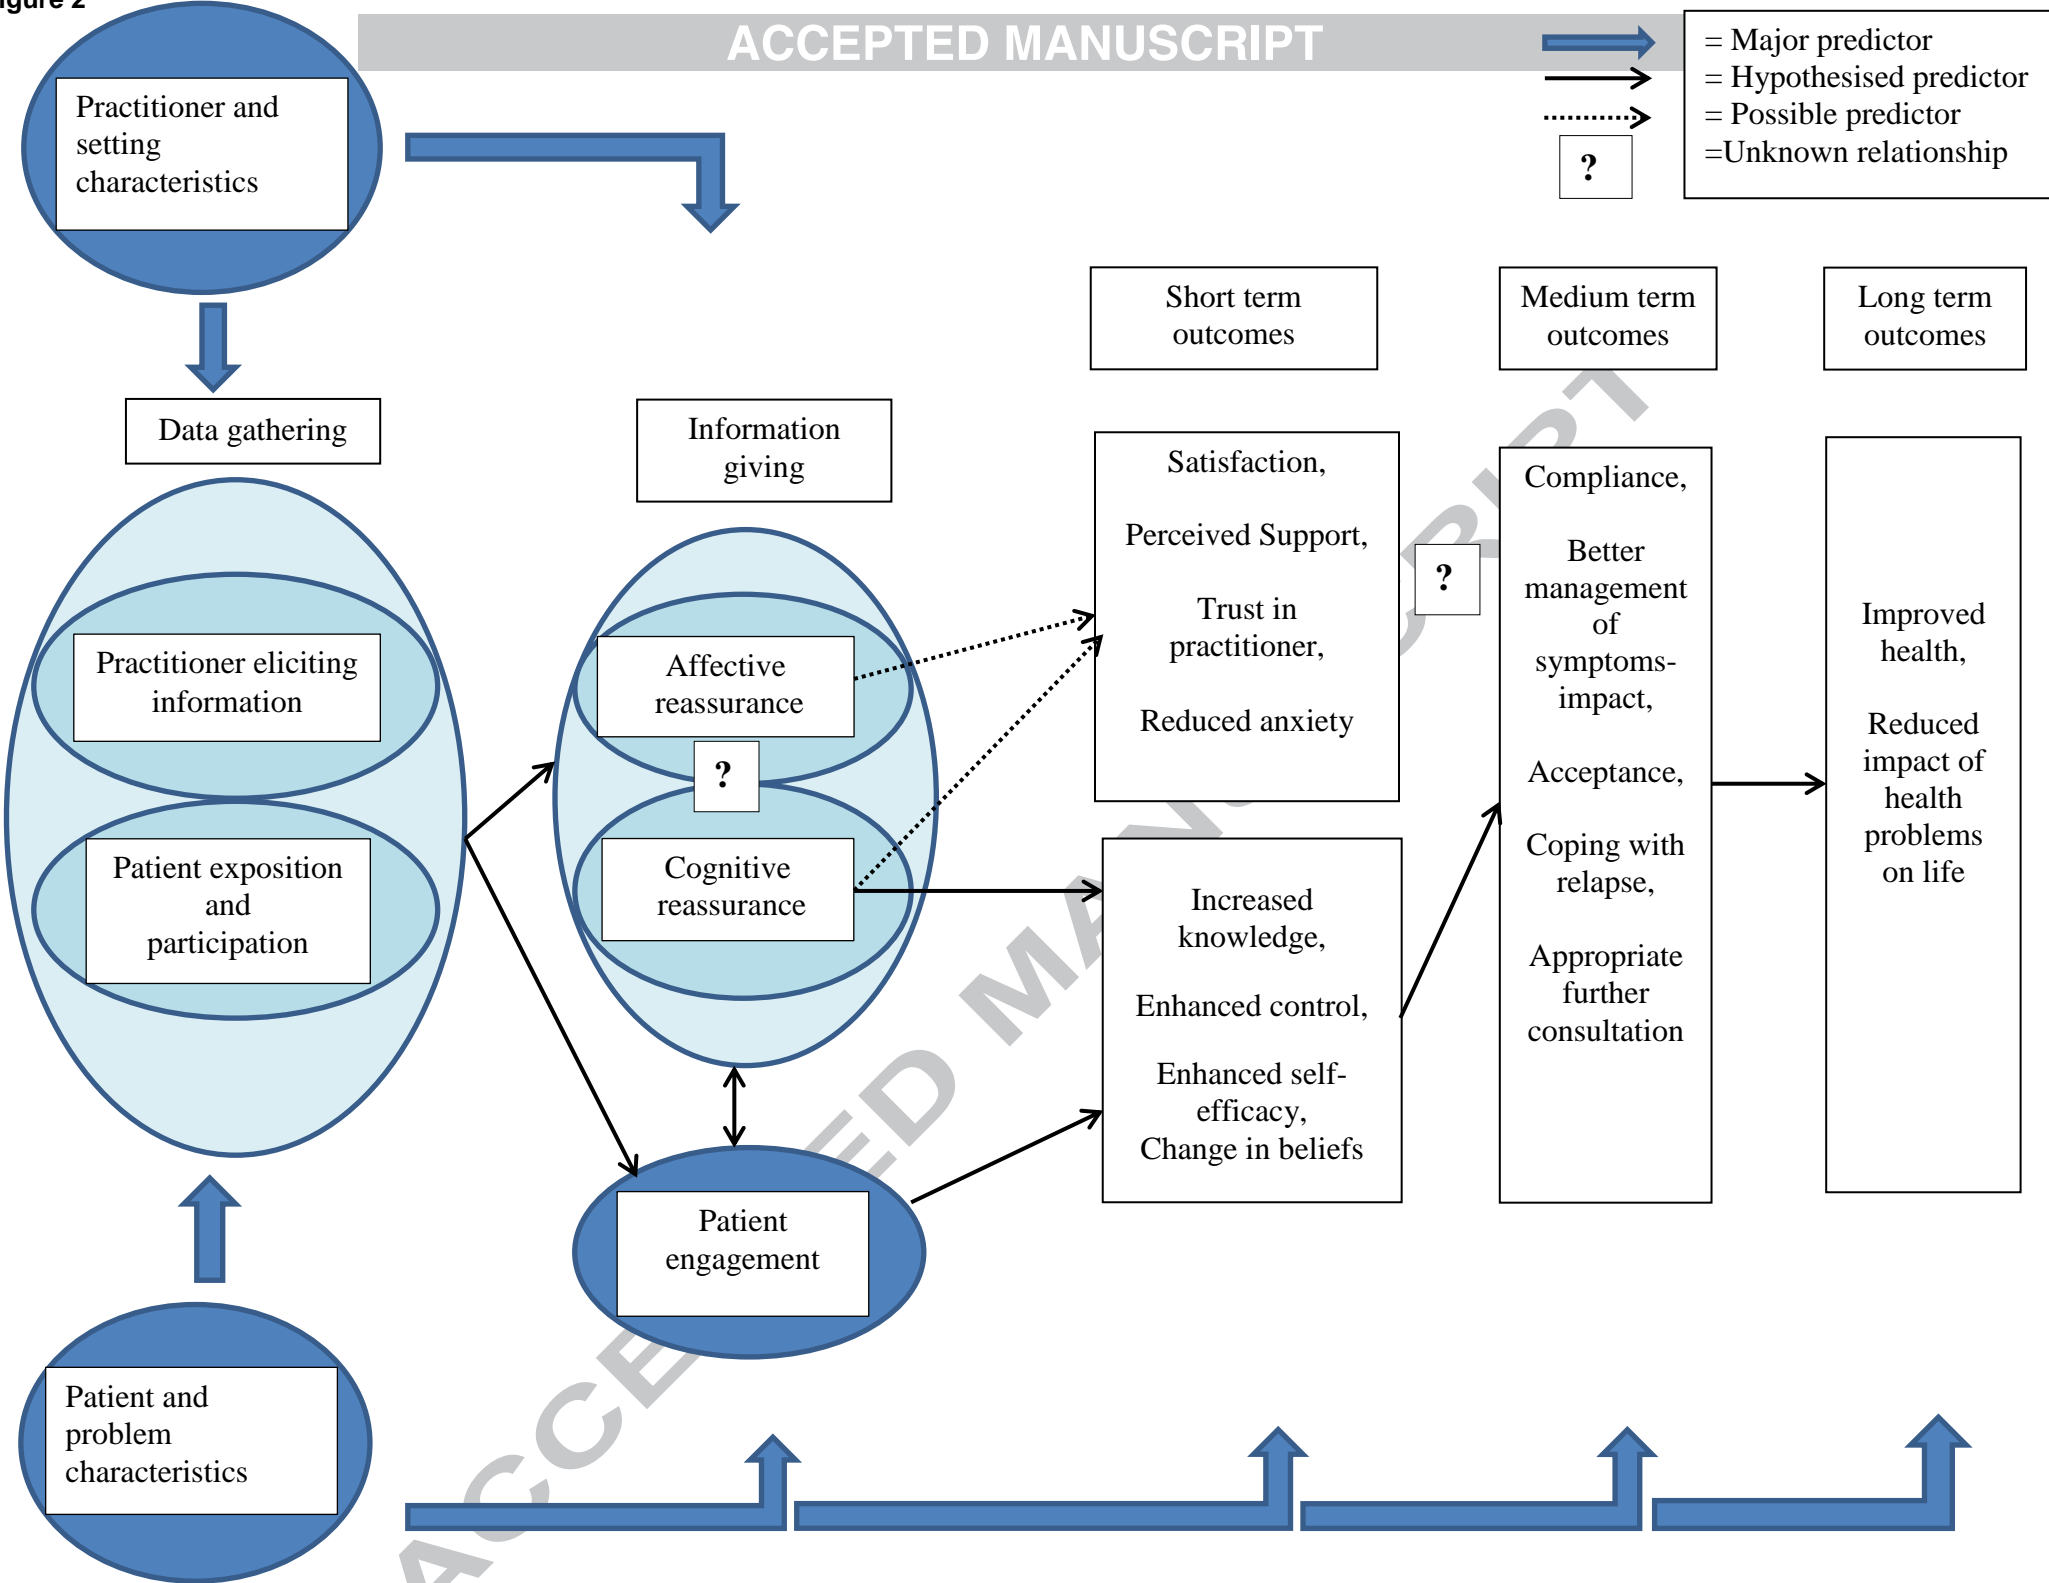 Figure 2
ACCEPTED MANUSCRIPT
= Major predictor
= Hypothesised predictor
= Possible predictor
?
=Unknown relationship
Practitioner and
setting
characteristics
Short term
outcomes
Medium term
outcomes
Long term
outcomes
Data gathering
Information
giving
Practitioner eliciting
information
Patient exposition
and
participation
Affective
reassurance
?
Cognitive
reassurance
Patient
engagement
Satisfaction,
Perceived Support,
Trust in
practitioner,
Reduced anxiety
?
Increased
knowledge,
Enhanced control,
Enhanced self-
efficacy,
Change in beliefs
Compliance,
Better
management
of
symptoms-
impact,
Acceptance,
Coping with
relapse,
Appropriate
further
consultation
Improved
health,
Reduced
impact of
health
problems
on life
Patient and
problem
characteristics
ACCEPTED MANUSCRIPT